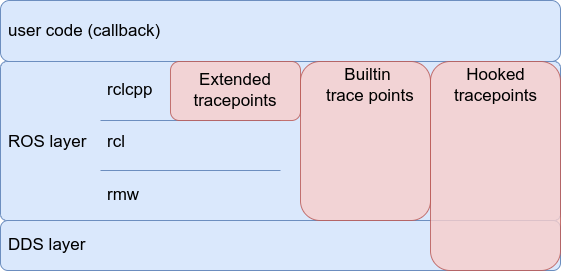 user code (callback)
Extended
tracepoints
Builtin
trace points
Hooked
tracepoints
rclcpp
ROS layer
rcl
rmw
DDS layer